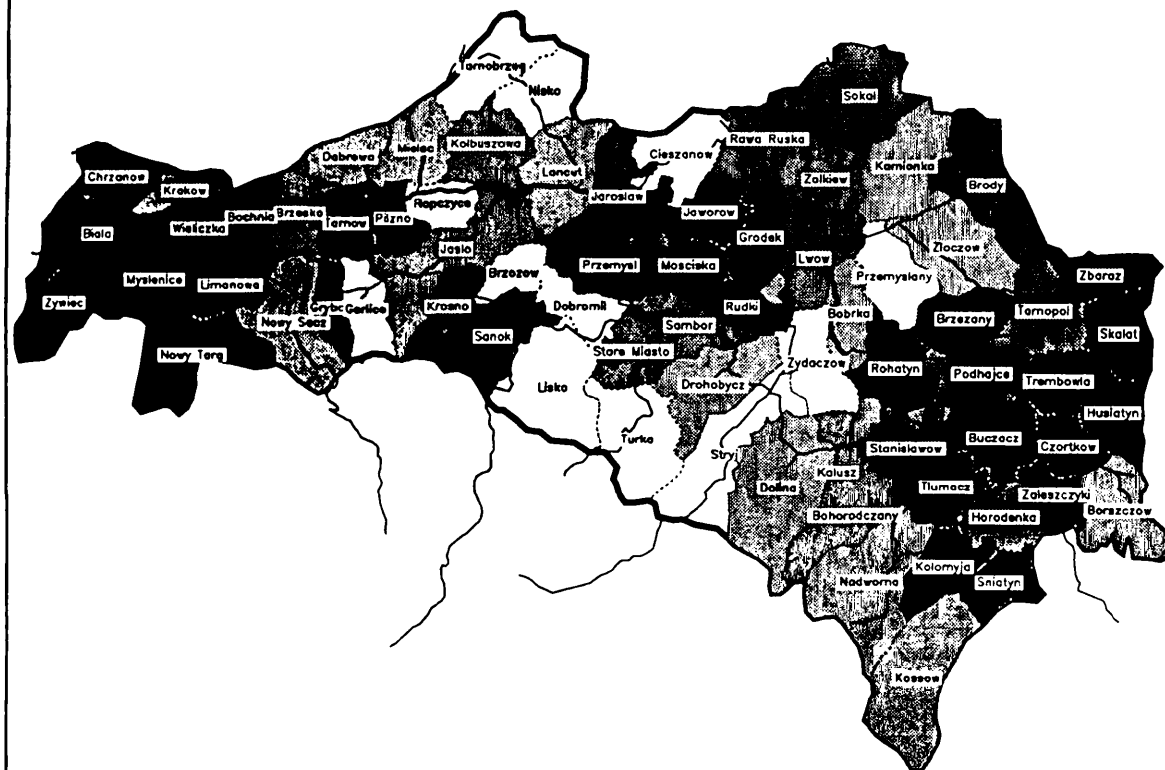 Tarnobrzeg
Nisko
Sokal
Rawa Ruska
Kolbuszowa
Mielec
Dabrowa
Cieszanow
Kamionka
Lancut
Chrzanow
Zolkiew
Krakow
Brody
Jaroslaw
Ropczyce
Jaworow
Bochnia
Brzesko
Pilzno
Tarnow
Wieliczka
Biala
Grodek
Zloczow
Jaslo
Lwow
Przemysl
Mosciska
Brzozow
Zbaraz
Przemyslany
Myslenice
Limanowa
Zywiec
Dobromil
Krosno
Rudki
Grybo
Gorlice
Bobrka
Brzezany
Tarnopol
Nowy Sacz
Sambor
Sanok
Skalat
Stare Miasto
Nowy Targ
Zydaczow
Rohatyn
Podhajce
Trembowla
Lisko
Drohobycz
Husiatyn
Turka
Buczacz
Czortkow
Stanislawow
Stryj
Kalusz
Dolina
Tlumacz
Zaleszczyki
Borszczow
Bohorodczany
Horodenka
Kolomyja
Nadworna
Sniatyn
Kossow